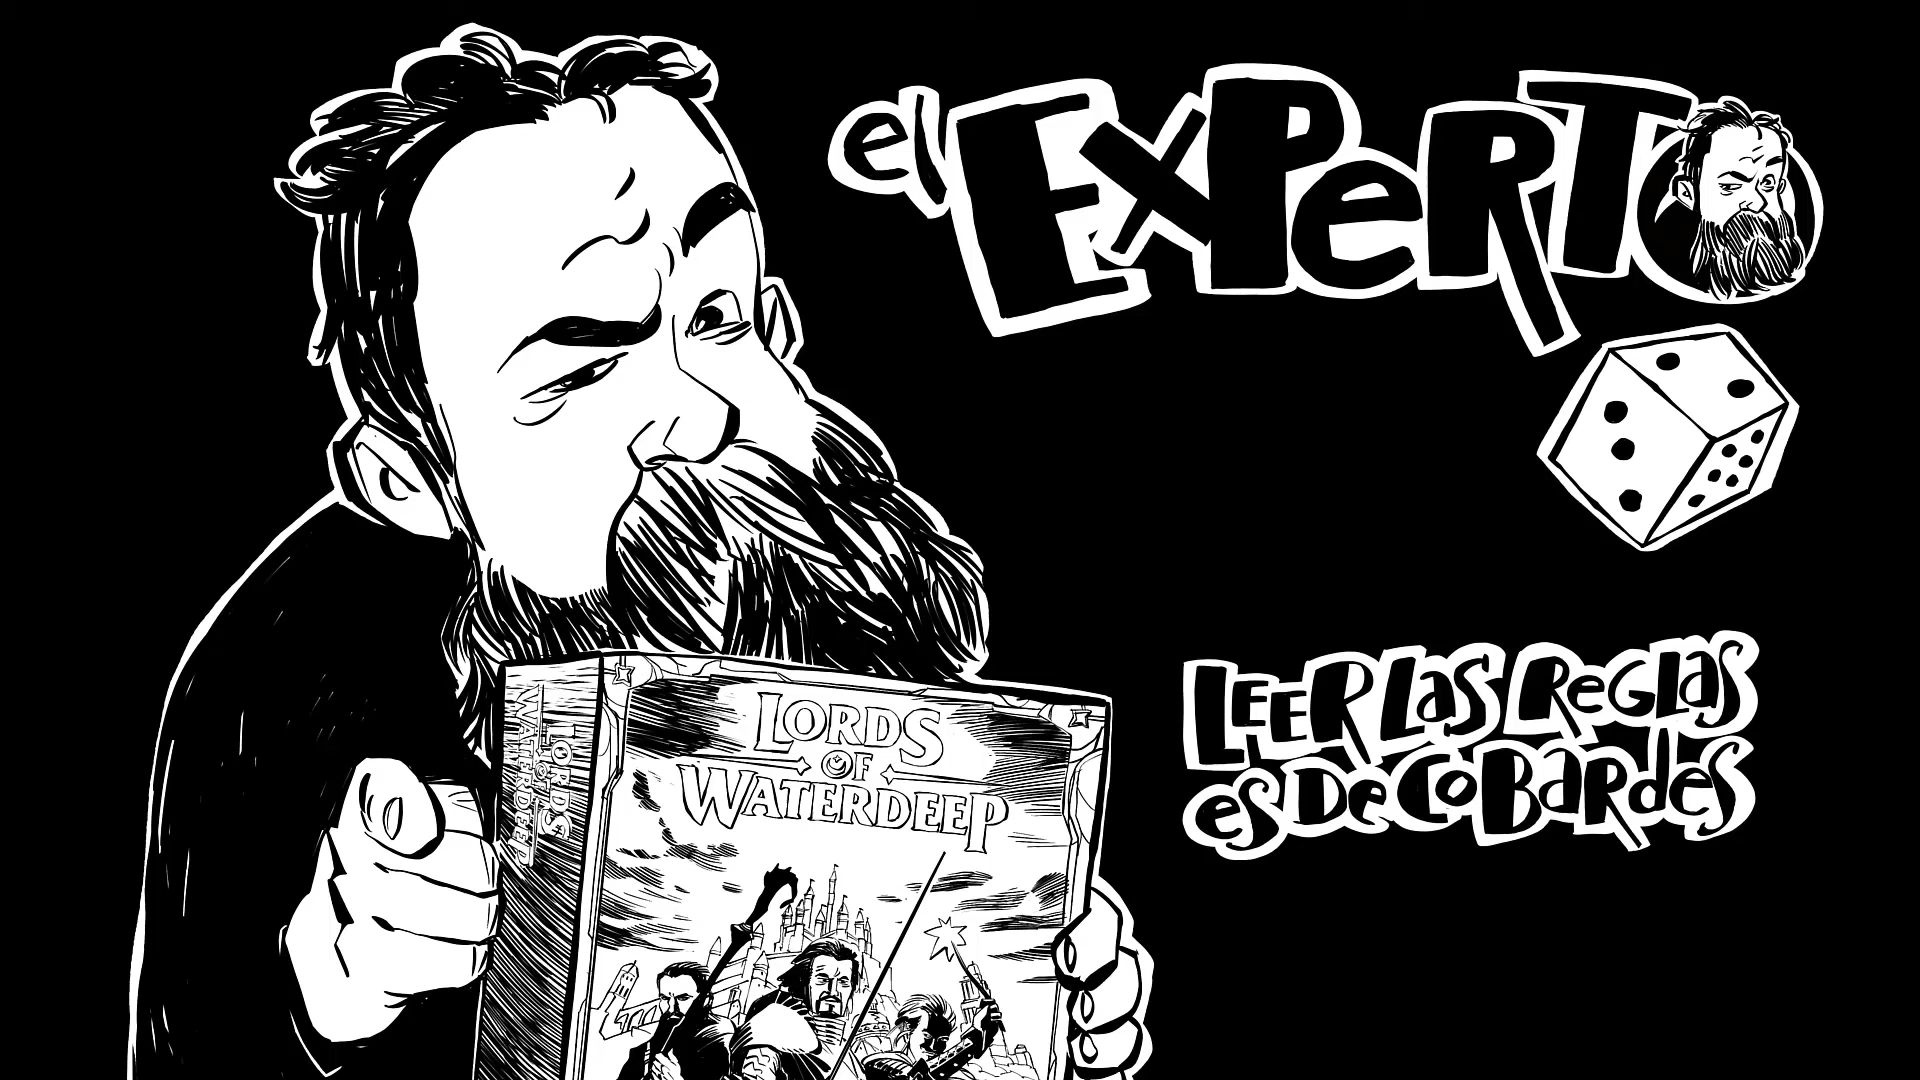 el EXPERTO
LEER LAS REGLAS
es De COBARDES
LORDS
OF
WATERDEEP
LORDS
OF
WATERDEEP